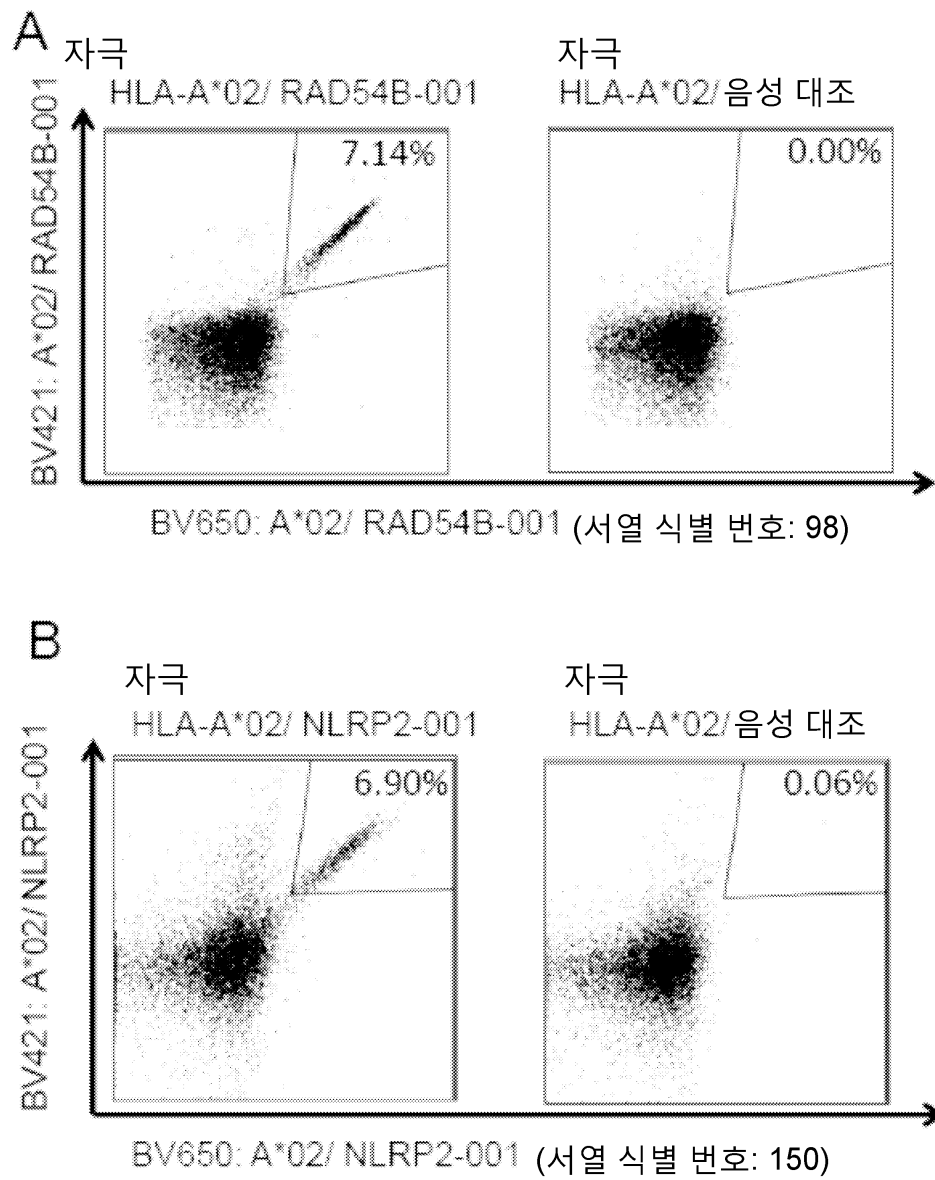 A
자극
HLA-A*02/ RAD54B-001
자극
HLA-A*02/ 음성 대조
7.14%
0.00%
BV421: A*02/ RAD54B-001
BV650: A*02/ RAD54B-001 (서열 식별 번호: 98)
B
자극
HLA-A*02/ NLRP2-001
자극
HLA-A*02/ 음성 대조
6.90%
0.06%
BV421: A*02/ NLRP2-001
BV650: A*02/ NLRP2-001 (서열 식별 번호: 150)